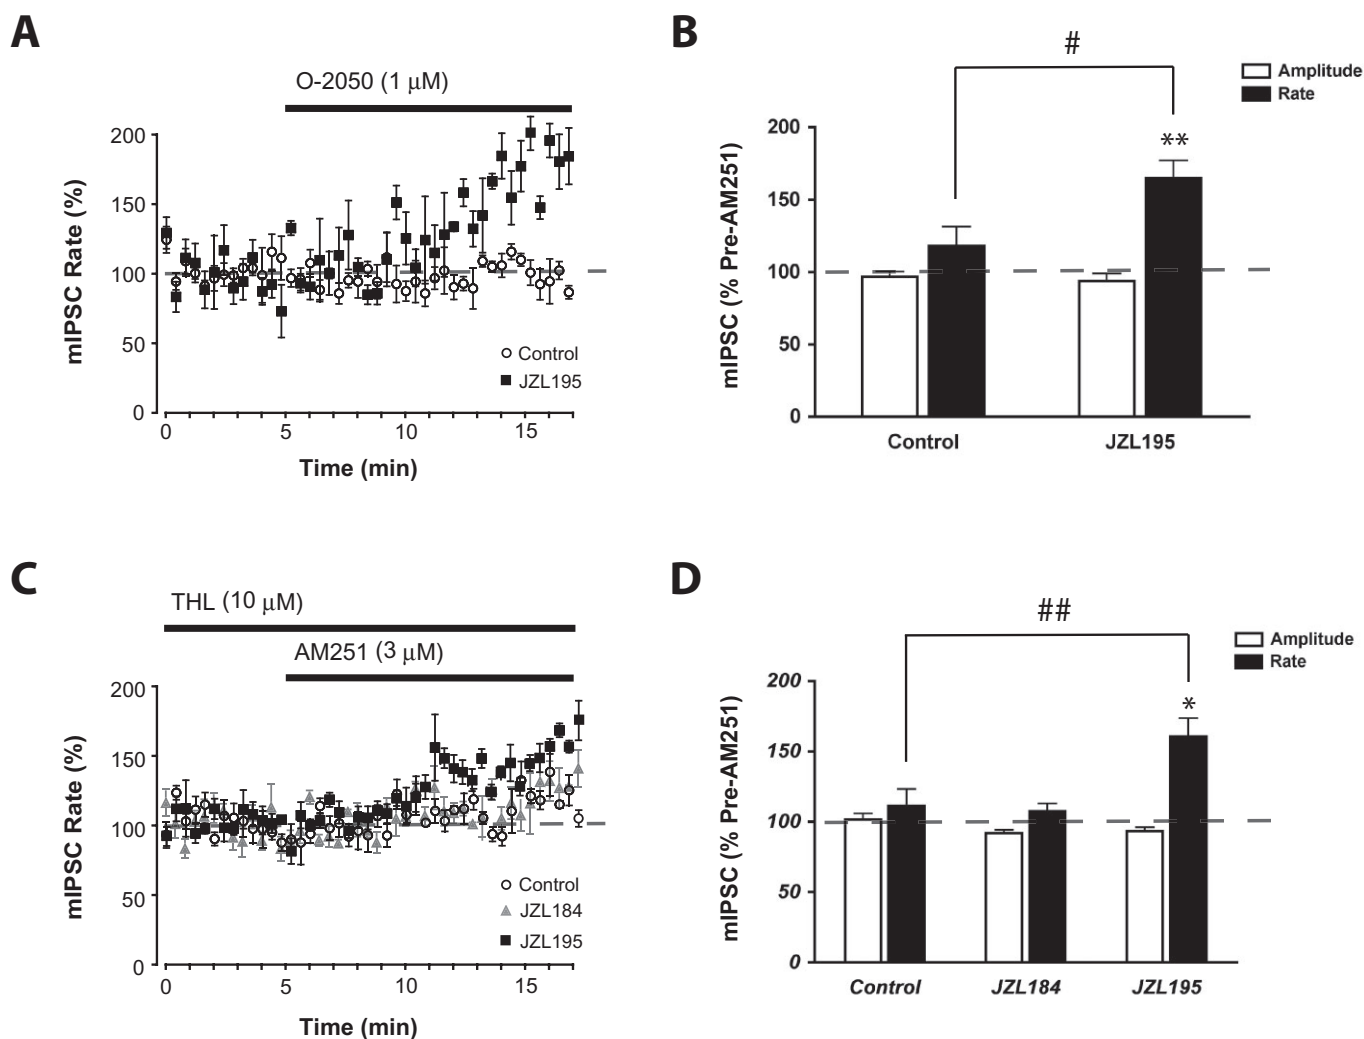 A
O-2050 (1 μM)
mIPSC Rate (%)
200
150
100
50
0
Control
JZL195
0 5 10 15
Time (min)
B
#
Amplitude
Rate
**
mIPSC (% Pre-AM251)
200
150
100
50
0
Control JZL195
C
THL (10 μM)
AM251 (3 μM)
mIPSC Rate (%)
200
150
100
50
0
Control
JZL184
JZL195
0 5 10 15
Time (min)
D
##
Amplitude
Rate
*
mIPSC (% Pre-AM251)
200
150
100
50
0
Control JZL184 JZL195